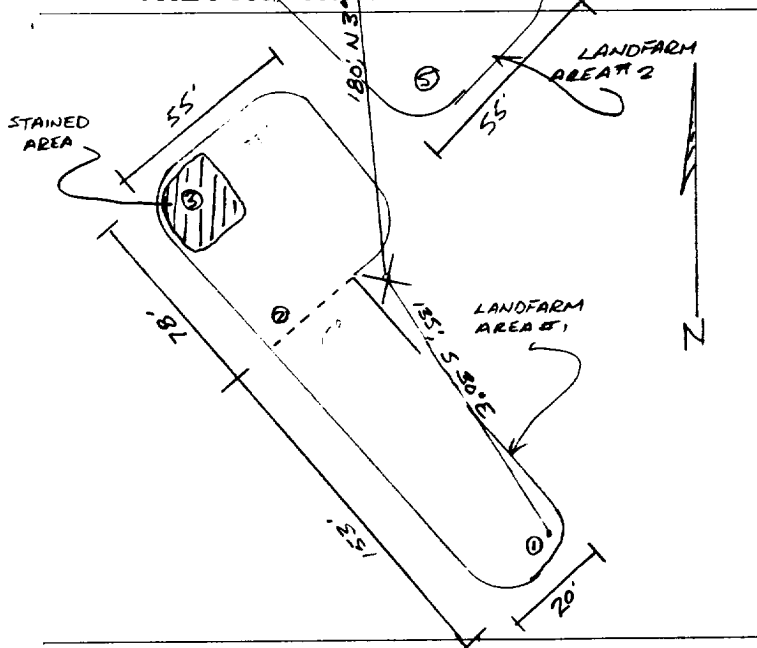 180', N 3°
LANDFARM
AREA # 2
5
55'
55'
STAINED
AREA
3
2
78'
135', S 30° E
LANDFARM
AREA # 1
N
153'
1
20'